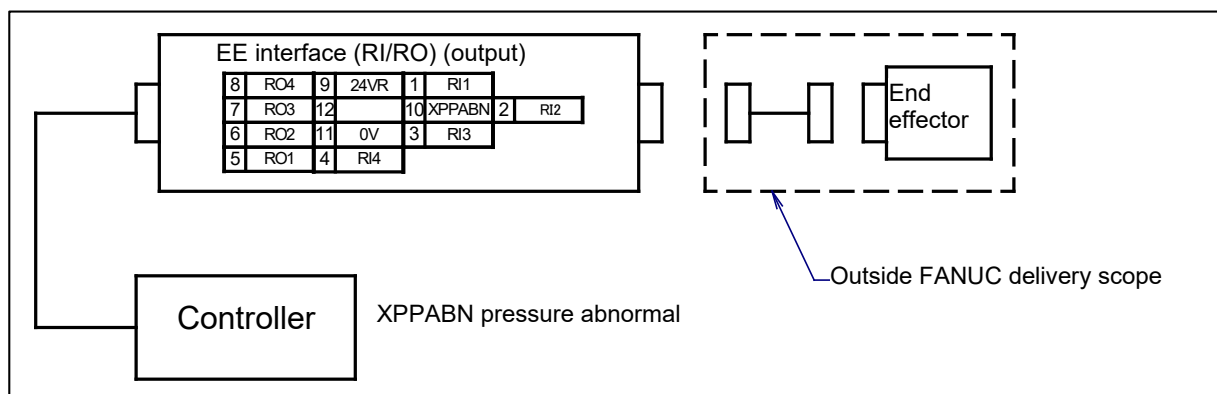 EE interface (RI/RO) (output)
8 RO4 9 24VR 1 RI1
7 RO3 12 10 XPPABN 2 RI2
6 RO2 11 0V 3 RI3
5 RO1 4 RI4
End
effector
Outside FANUC delivery scope
Controller
XPPABN pressure abnormal